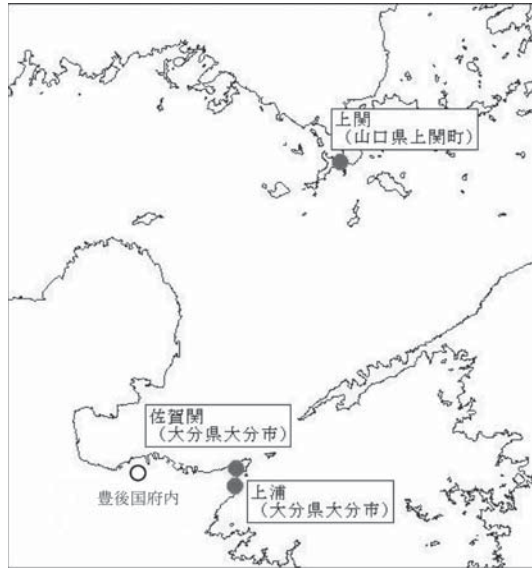 上関
（山口県上関町）
佐賀関
（大分県大分市）
豊後国府内
上浦
（大分県大分市）